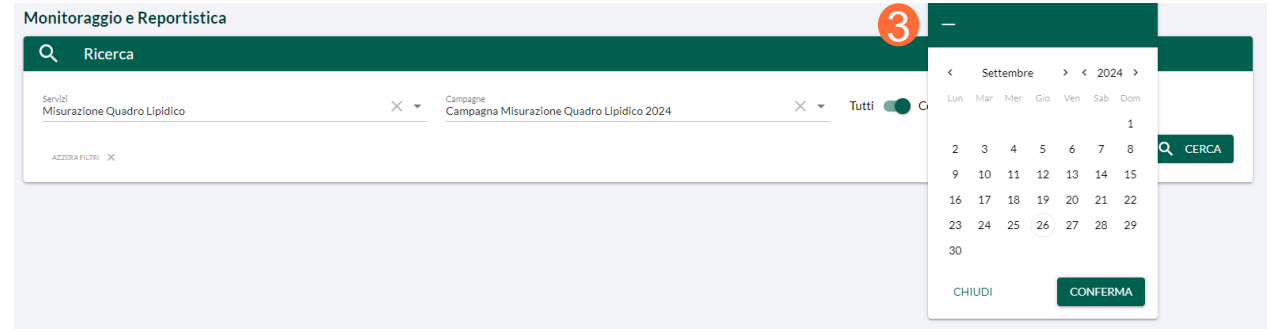 Monitoraggio e Reportistica
3
Ricerca
Servizi
Misurazione Quadro Lipidico
Campagne
Campagna Misurazione Quadro Lipidico 2024
Tutti
AZZERA FILTRI
CERCA
Settembre 2024
Lun Mar Mer Gio Ven Sab Dom
1
2 3 4 5 6 7 8
9 10 11 12 13 14 15
16 17 18 19 20 21 22
23 24 25 26 27 28 29
30
CHIUDI CONFERMA